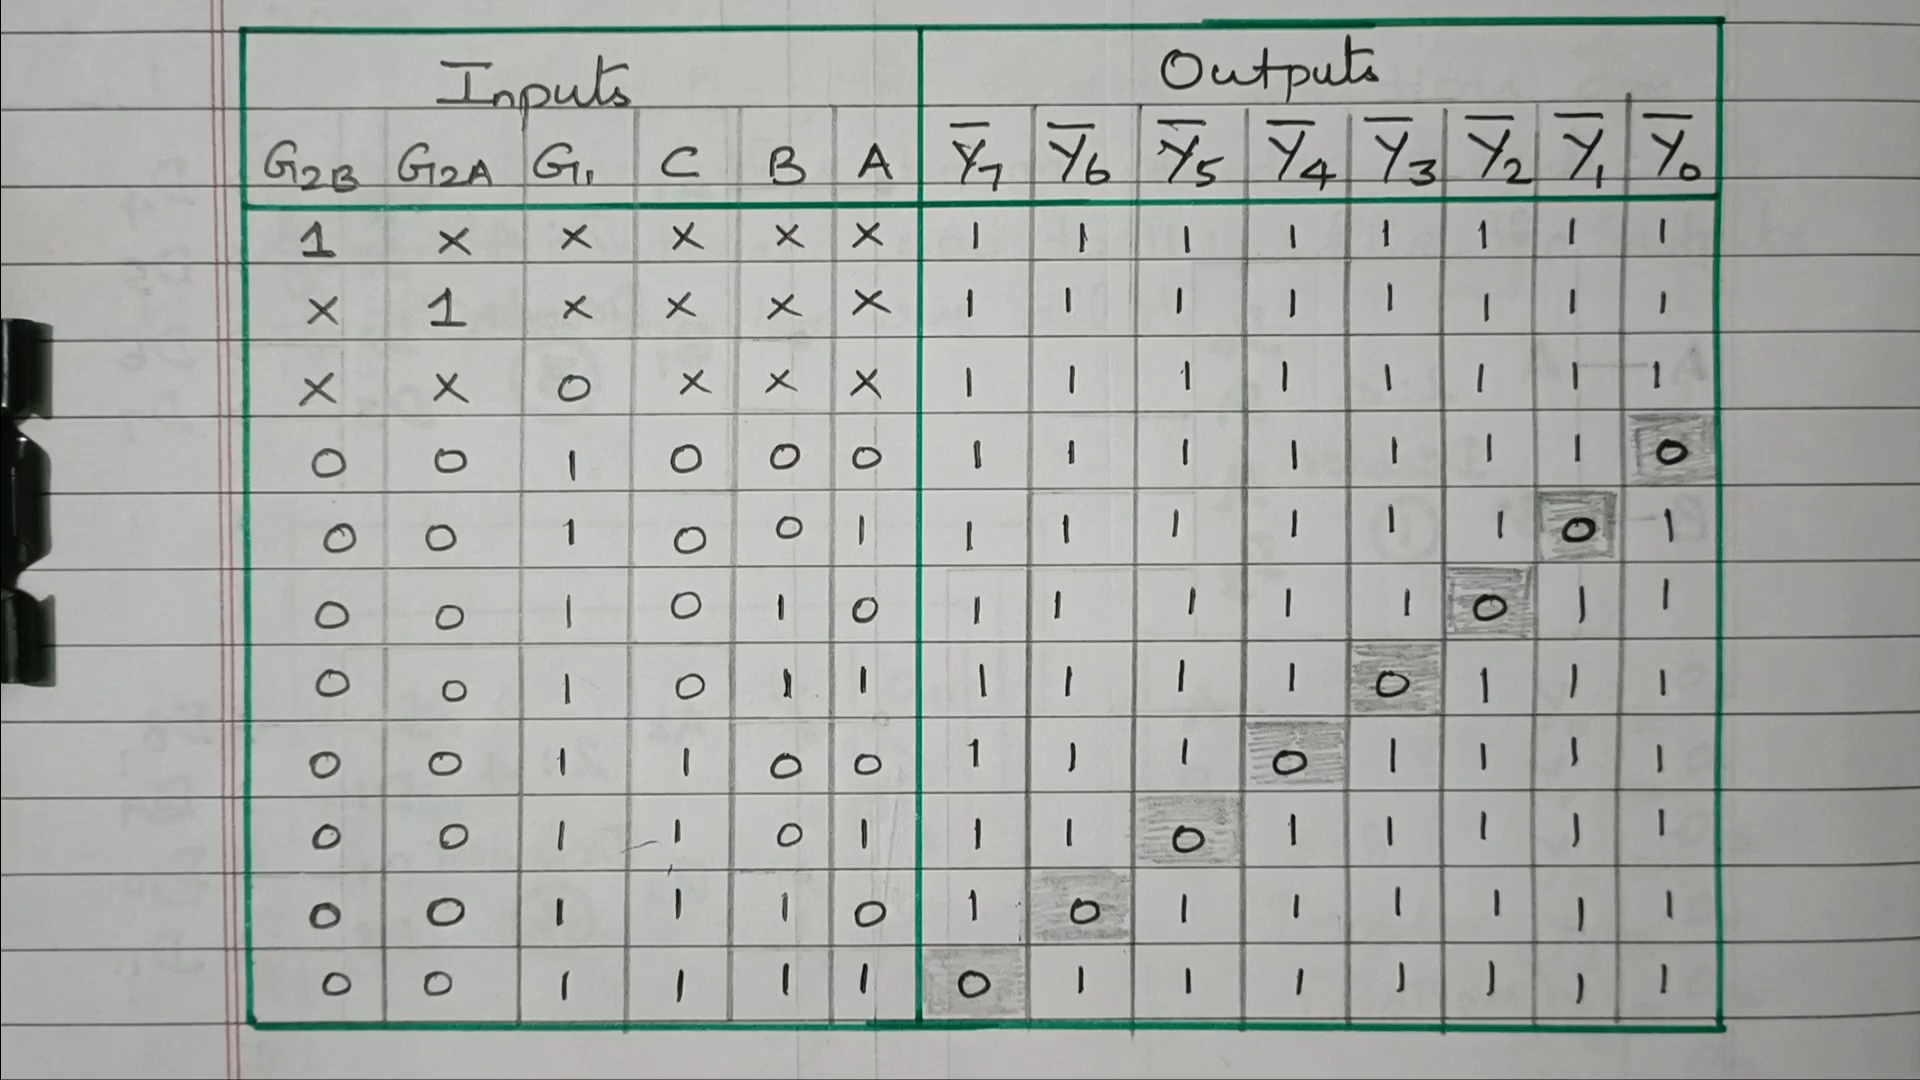 Inputs Outputs
G2B G2A G1 C B A Y̅7 Y̅6 Y̅5 Y̅4 Y̅3 Y̅2 Y̅1 Y̅0
1 × × × × × 1 1 1 1 1 1 1 1
× 1 × × × × 1 1 1 1 1 1 1 1
× × 0 × × × 1 1 1 1 1 1 1 1
0 0 1 0 0 0 1 1 1 1 1 1 1 0
0 0 1 0 0 1 1 1 1 1 1 1 0 1
0 0 1 0 1 0 1 1 1 1 1 0 1 1
0 0 1 0 1 1 1 1 1 1 0 1 1 1
0 0 1 1 0 0 1 1 1 0 1 1 1 1
0 0 1 1 0 1 1 1 0 1 1 1 1 1
0 0 1 1 1 0 1 0 1 1 1 1 1 1
0 0 1 1 1 1 0 1 1 1 1 1 1 1